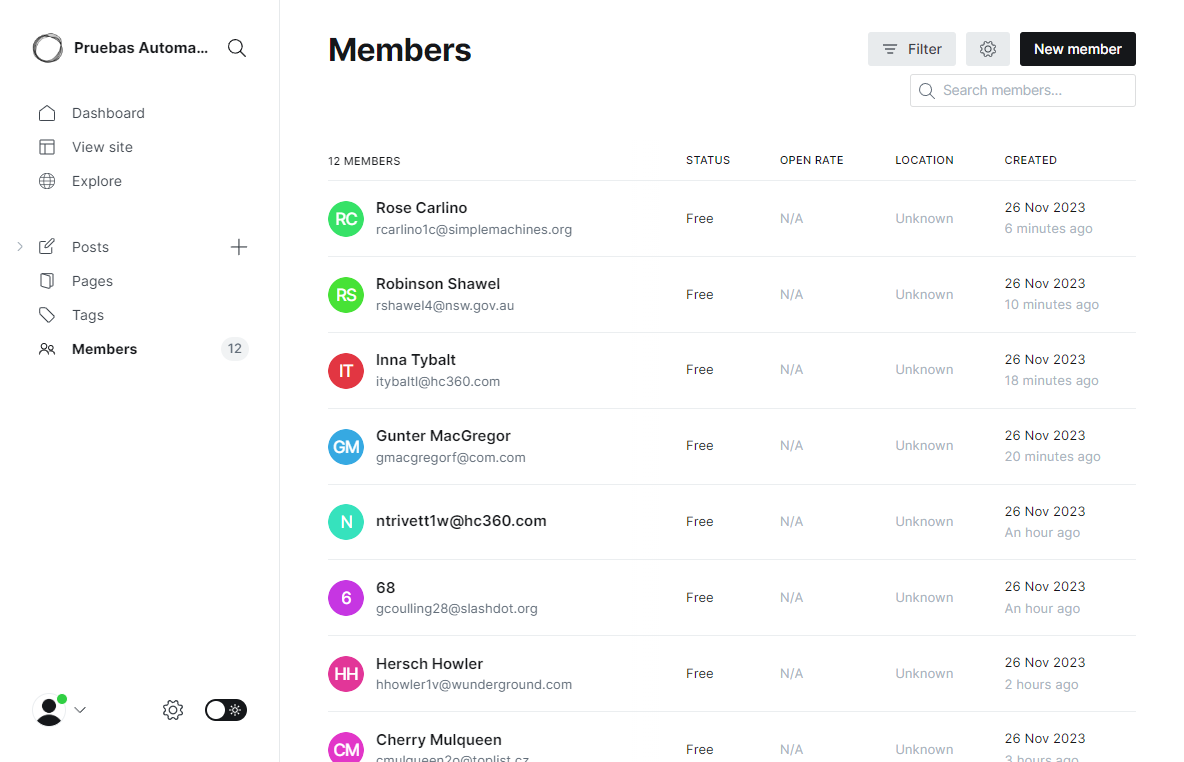 Pruebas Automa...
Dashboard
View site
Explore
Posts
Pages
Tags
Members
12
Members
Filter
New member
Search members...
12 MEMBERS STATUS OPEN RATE LOCATION CREATED
RC
Rose Carlino
rcarlino1c@simplemachines.org
Free N/A Unknown
26 Nov 2023
6 minutes ago
RS
Robinson Shawel
rshawel4@nsw.gov.au
Free N/A Unknown
26 Nov 2023
10 minutes ago
IT
Inna Tybalt
itybaltl@hc360.com
Free N/A Unknown
26 Nov 2023
18 minutes ago
GM
Gunter MacGregor
gmacgregorf@com.com
Free N/A Unknown
26 Nov 2023
20 minutes ago
N
ntrivett1w@hc360.com
Free N/A Unknown
26 Nov 2023
An hour ago
6
68
gcoulling28@slashdot.org
Free N/A Unknown
26 Nov 2023
An hour ago
HH
Hersch Howler
hhowler1v@wunderground.com
Free N/A Unknown
26 Nov 2023
2 hours ago
CM
Cherry Mulqueen
cmulqueen2o@toplist.cz
Free N/A Unknown
26 Nov 2023
3 hours ago